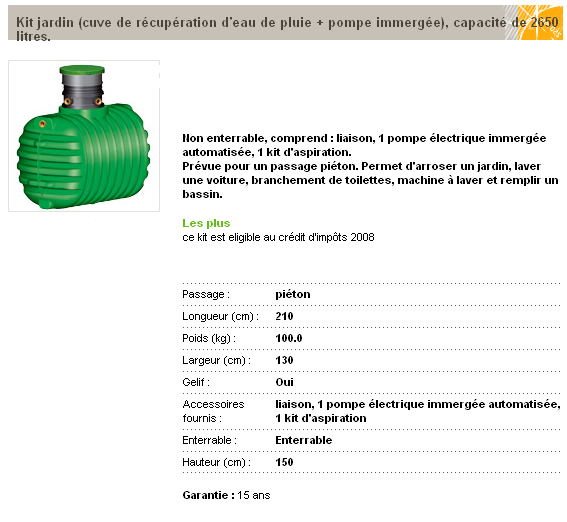 Kit jardin (cuve de récupération d'eau de pluie + pompe immergée), capacité de 2650
litres.
Non enterrable, comprend : liaison, 1 pompe électrique immergée
automatisée, 1 kit d'aspiration.
Prévue pour un passage piéton. Permet d'arroser un jardin, laver
une voiture, branchement de toilettes, machine à laver et remplir un
bassin.
Les plus
ce kit est eligible au crédit d'impôts 2008
Passage : piéton
Longueur (cm) : 210
Poids (kg) : 100.0
Largeur (cm) : 130
Gelif : Oui
Accessoires fournis : liaison, 1 pompe électrique immergée automatisée,
1 kit d'aspiration
Enterrable : Enterrable
Hauteur (cm) : 150
Garantie : 15 ans